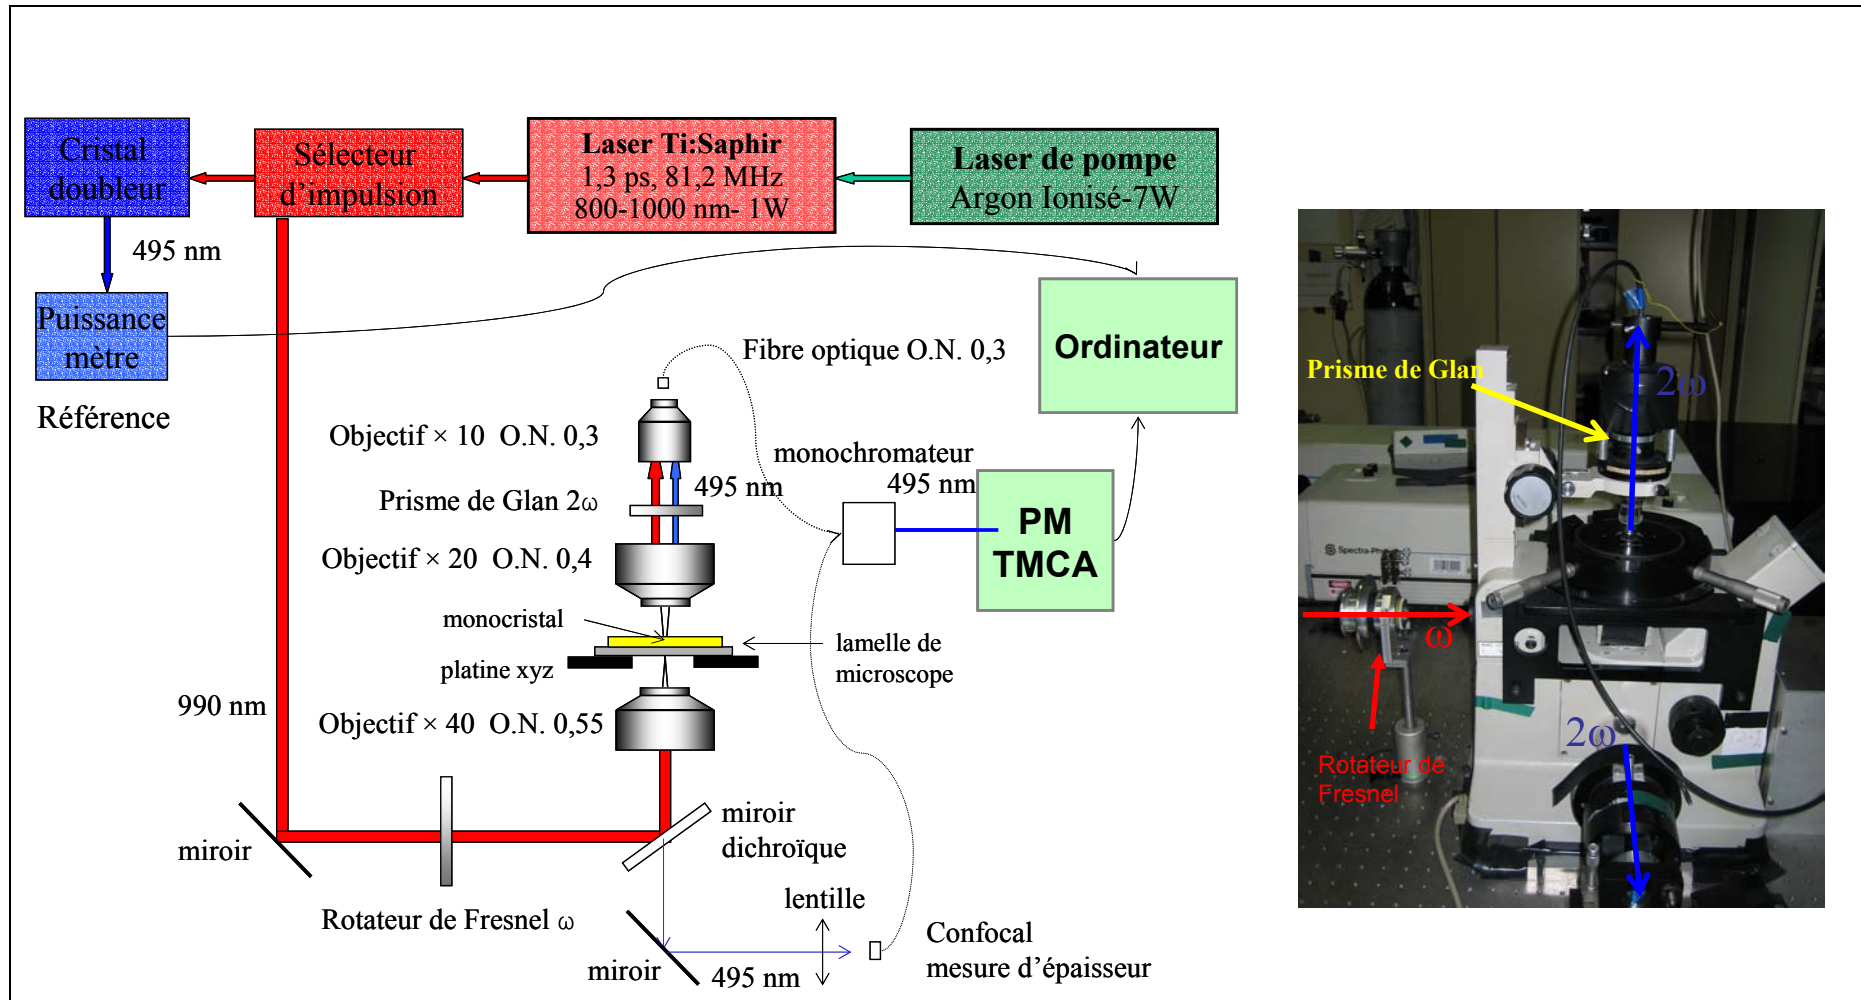 Cristal
doubleur
Sélecteur
d’impulsion
Laser Ti:Saphir
1,3 ps, 81,2 MHz
800-1000 nm- 1W
Laser de pompe
Argon Ionisé-7W
495 nm
Puissance
mètre
Référence
Ordinateur
Fibre optique O.N. 0,3
Objectif × 10 O.N. 0,3
Prisme de Glan 2ω
495 nm
monochromateur
495 nm
PM
TMCA
Objectif × 20 O.N. 0,4
monocristal
platine xyz
lamelle de
microscope
990 nm
Objectif × 40 O.N. 0,55
miroir
miroir
dichroïque
Rotateur de Fresnel ω
lentille
miroir
495 nm
Confocal
mesure d’épaisseur
Prisme de Glan
2ω
Spectra-Ph
ω
2ω
Rotateur de
Fresnel